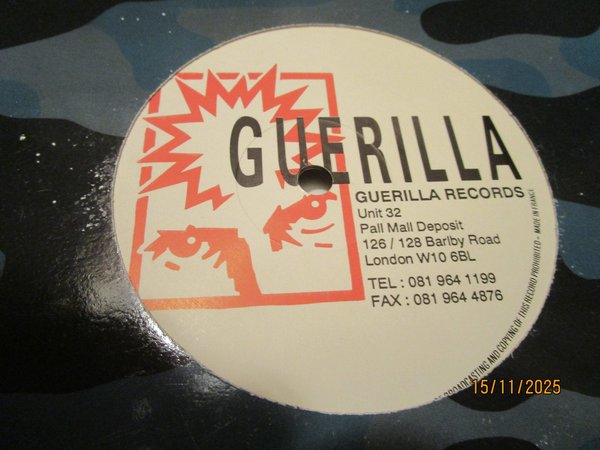 GUERILLA
GUERILLA RECORDS
Unit 32
Pall Mall Deposit
126 / 128 Barlby Road
London W10 6BL
TEL : 081 964 1199
FAX : 081 964 4876
BROADCASTING AND COPYING OF THIS RECORD PROHIBITED - MADE IN FRANCE
15/11/2025